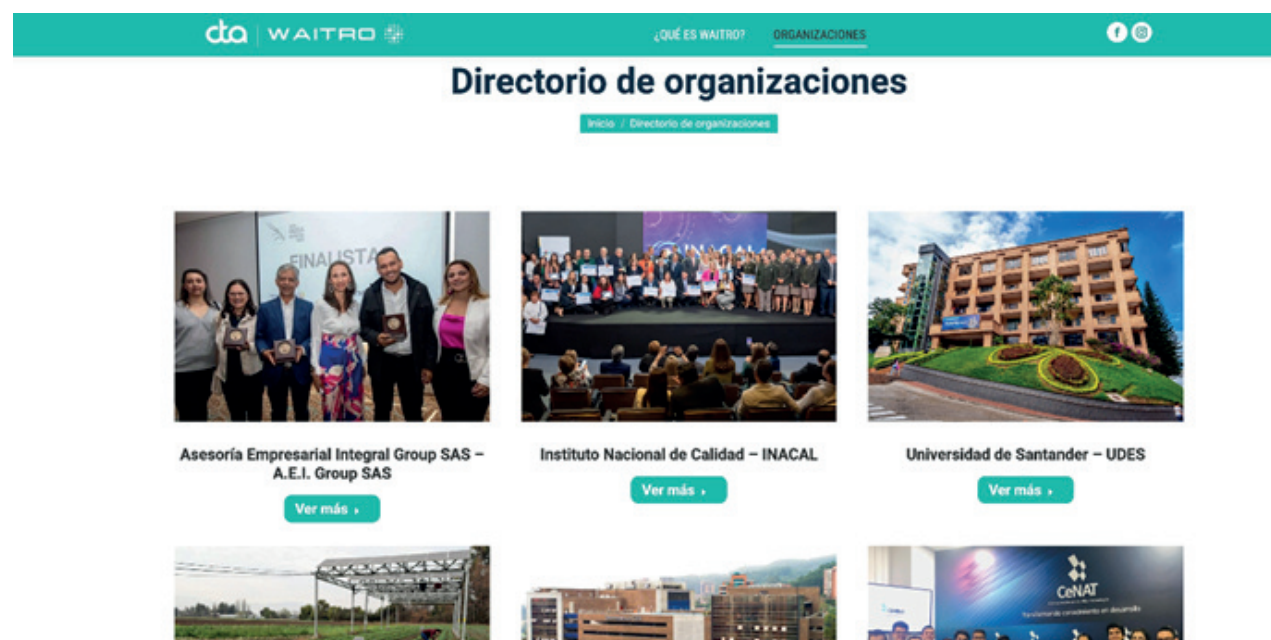 cta | WAITRO
¿QUÉ ES WAITRO?
ORGANIZACIONES
Directorio de organizaciones
Inicio / Directorio de organizaciones
FINALISTA
INACAL
Asesoría Empresarial Integral Group SAS –
A.E.I. Group SAS
Ver más
Instituto Nacional de Calidad – INACAL
Ver más
Universidad de Santander – UDES
Ver más
CeNAT